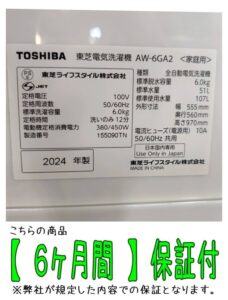 TOSHIBA 東芝電気洗濯機 AW-6GA2 <家庭用>
PS E
JET
東芝ライフスタイル株式会社
定格電圧 100V
定格周波数 50/60Hz
標準洗濯容量 6.0kg
定格時間 洗いのみ 12分
電動機定格消費電力 380/450W
製造番号 155090TN
2024 年製
種類 全自動電気洗濯機
標準脱水容量 6.0kg
標準水量 51L
標準使用水量 107L
外形寸法 幅 555mm
奥行560mm
高さ970mm
電流ヒューズ(電源用) 10A
50/60Hz 共用
日本国内専用
Use Only in Japan
東芝ライフスタイル株式会社
MADE IN CHINA
こちらの商品
【 6ヶ月間 】保証付
※弊社が規定した内容での保証となります。